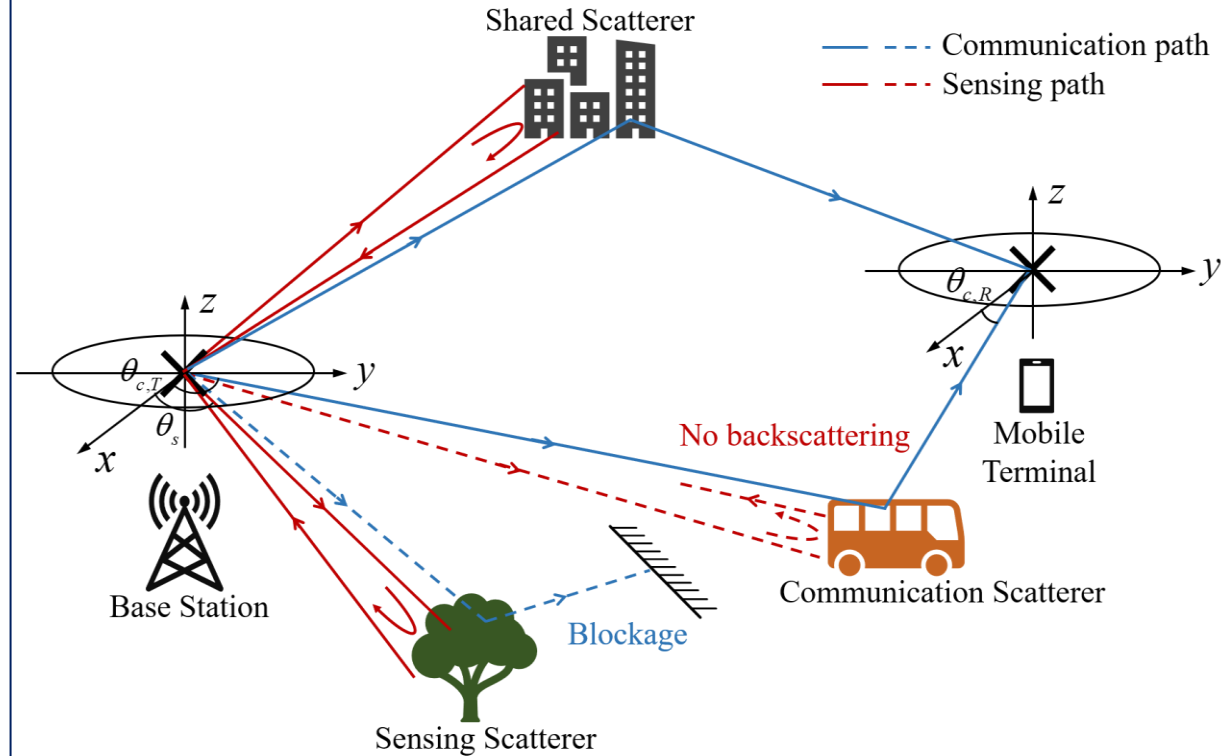 Shared Scatterer
Communication path
Sensing path
z
y
θc,R
x
z
y
θc,T
θs
x
No backscattering
Mobile
Terminal
Base Station
Communication Scatterer
Blockage
Sensing Scatterer